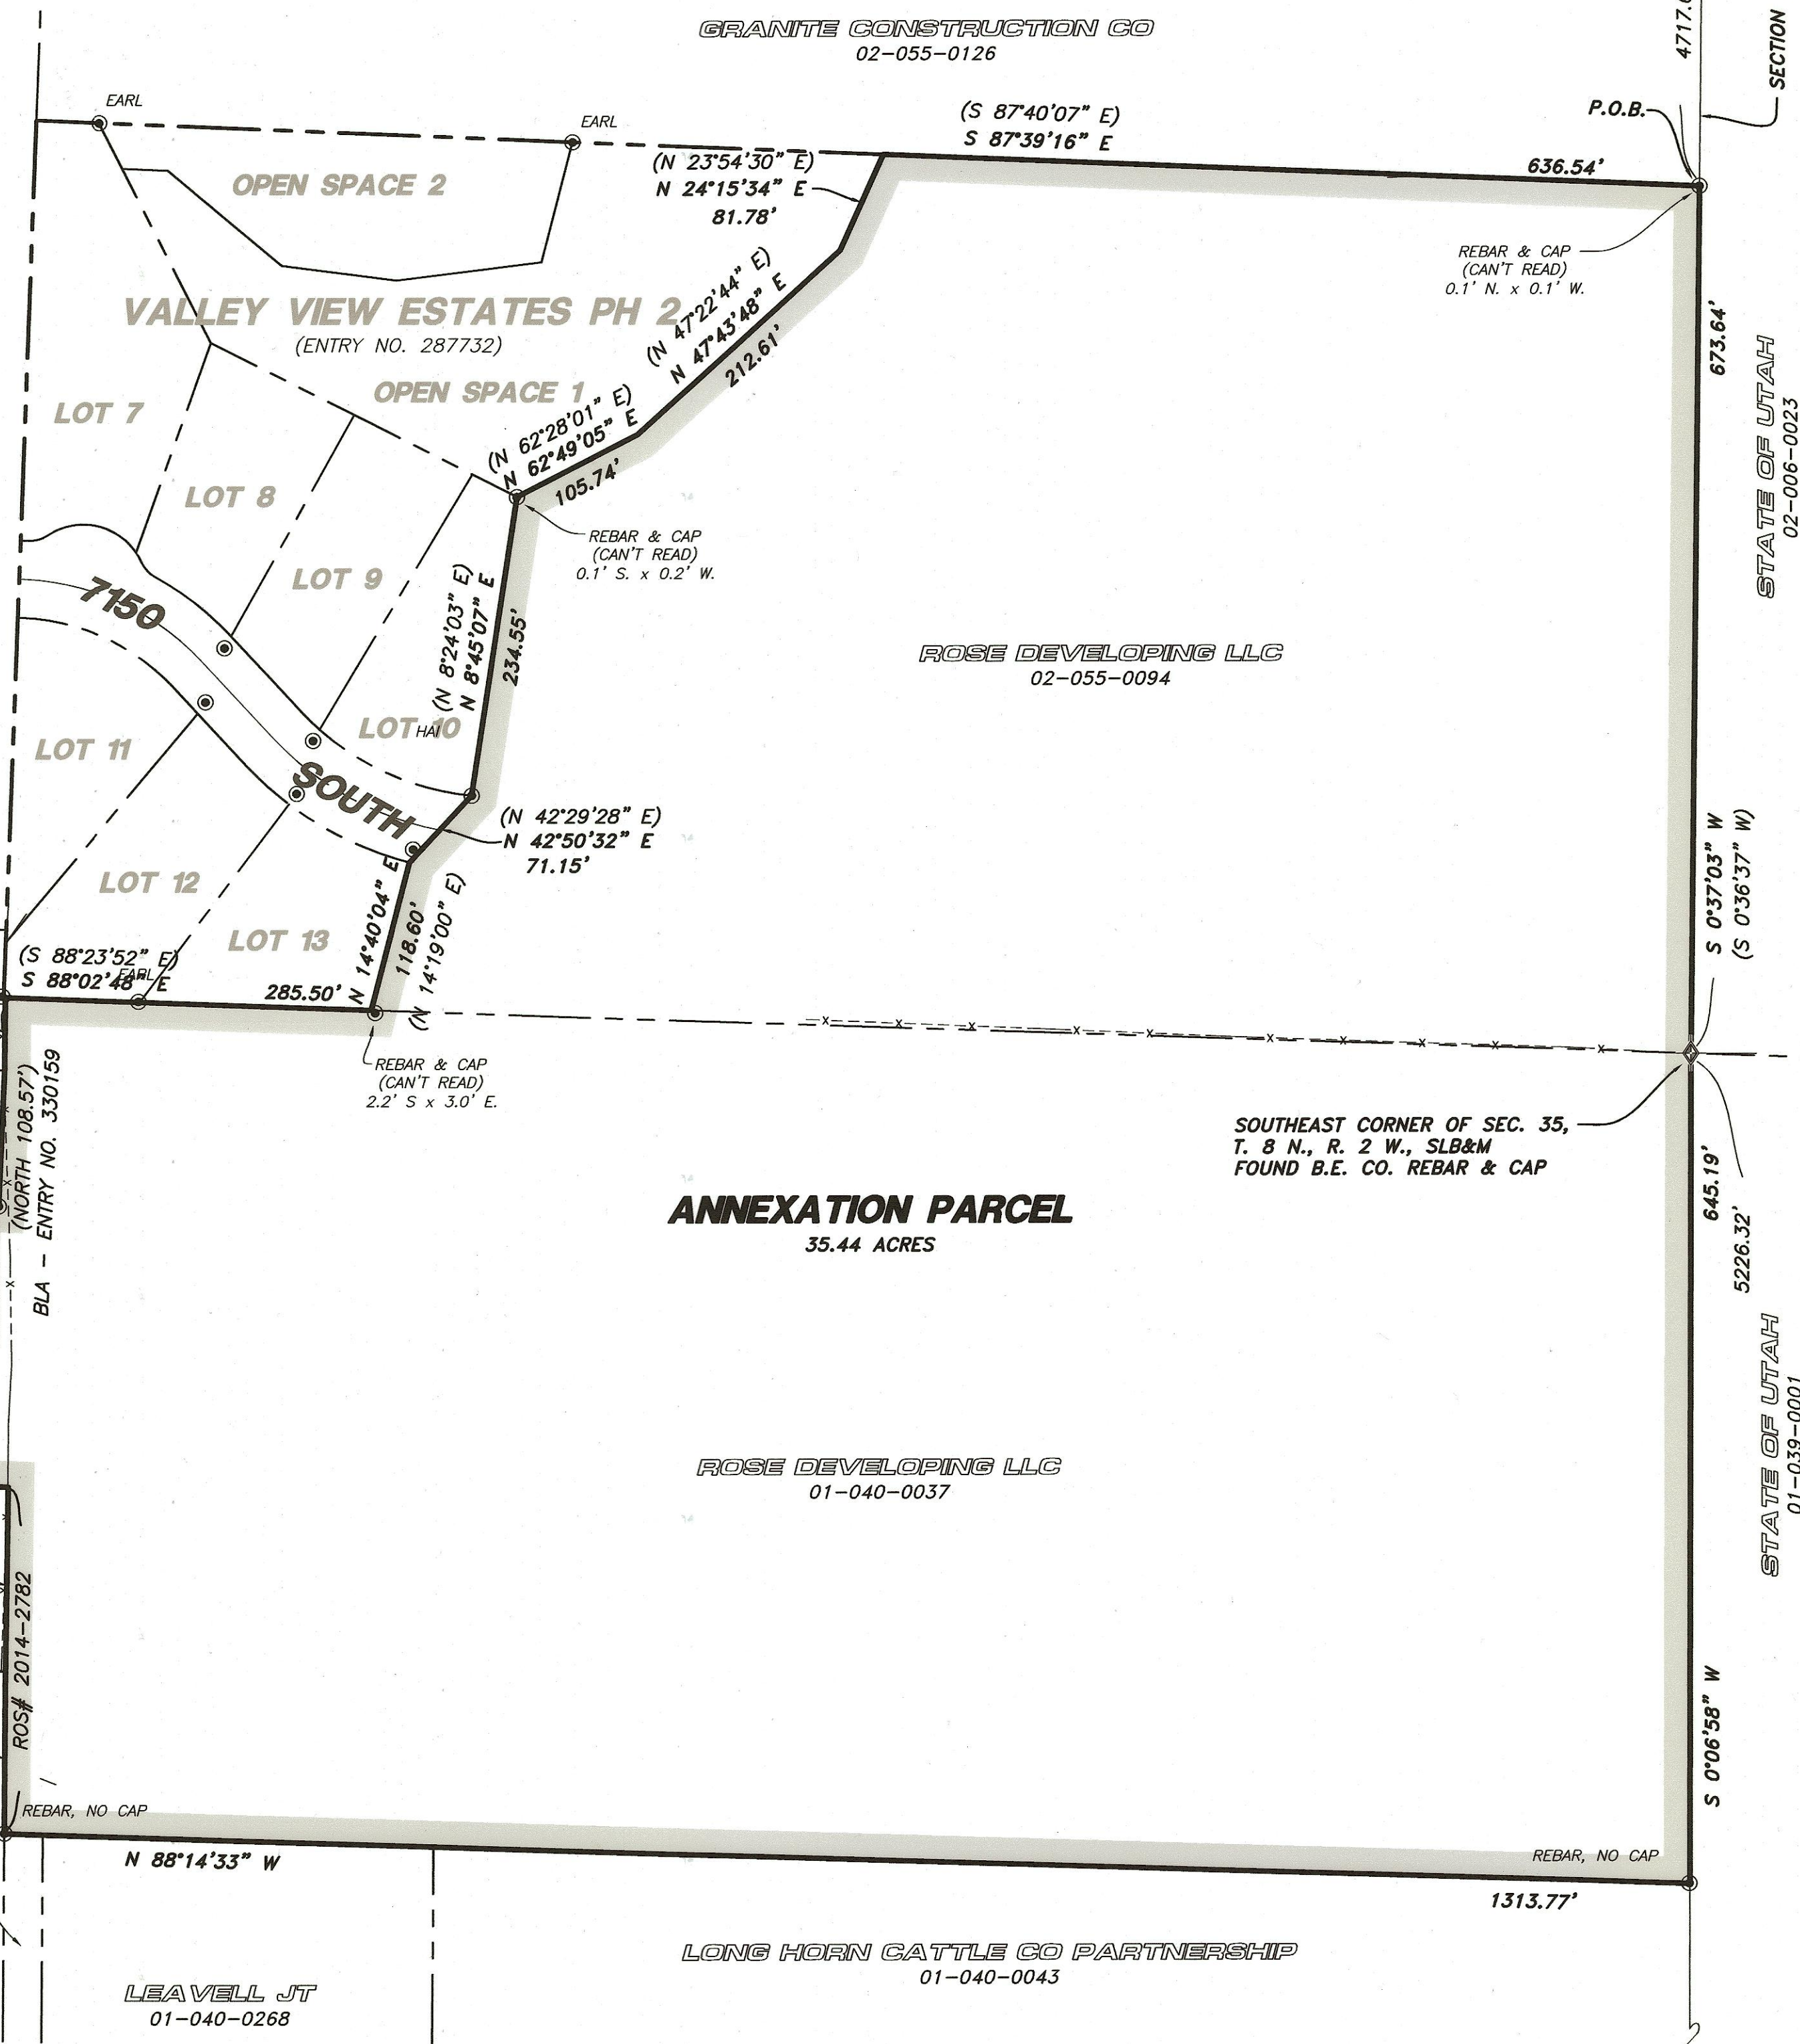 GRANITE CONSTRUCTION CO
02-055-0126
SECTION
P.O.B.
EARL
EARL
(S 87°40'07" E)
S 87°39'16" E
636.54'
(N 23°54'30" E)
N 24°15'34" E
81.78'
OPEN SPACE 2
REBAR & CAP
(CAN'T READ)
0.1' N. x 0.1' W.
VALLEY VIEW ESTATES PH 2
(ENTRY NO. 287732)
OPEN SPACE 1
(N 47°22'44" E)
N 47°43'48" E
212.61'
673.64'
STATE OF UTAH
02-006-0023
LOT 7
(N 62°28'01" E)
N 62°49'05" E
105.74'
LOT 8
REBAR & CAP
(CAN'T READ)
0.1' S. x 0.2' W.
LOT 9
7150
(N 8°24'03" E)
N 8°45'07" E
234.55'
ROSE DEVELOPING LLC
02-055-0094
LOT 10
HAI
LOT 11
SOUTH
(N 42°29'28" E)
N 42°50'32" E
71.15'
LOT 12
LOT 13
N 14°40'04" E
118.60'
(N 14°19'00" E)
S 0°37'03" W
(S 0°36'37" W)
(S 88°23'52" E)
S 88°02'48" E
EARL
285.50'
REBAR & CAP
(CAN'T READ)
2.2' S x 3.0' E.
(NORTH 108.57')
BLA - ENTRY NO. 330159
SOUTHEAST CORNER OF SEC. 35,
T. 8 N., R. 2 W., SLB&M
FOUND B.E. CO. REBAR & CAP
645.19'
5226.32'
ANNEXATION PARCEL
35.44 ACRES
STATE OF UTAH
01-039-0001
ROSE DEVELOPING LLC
01-040-0037
ROS# 2014-2782
S 0°06'58" W
REBAR, NO CAP
REBAR, NO CAP
N 88°14'33" W
1313.77'
LONG HORN CATTLE CO PARTNERSHIP
01-040-0043
LEAVELL JT
01-040-0268